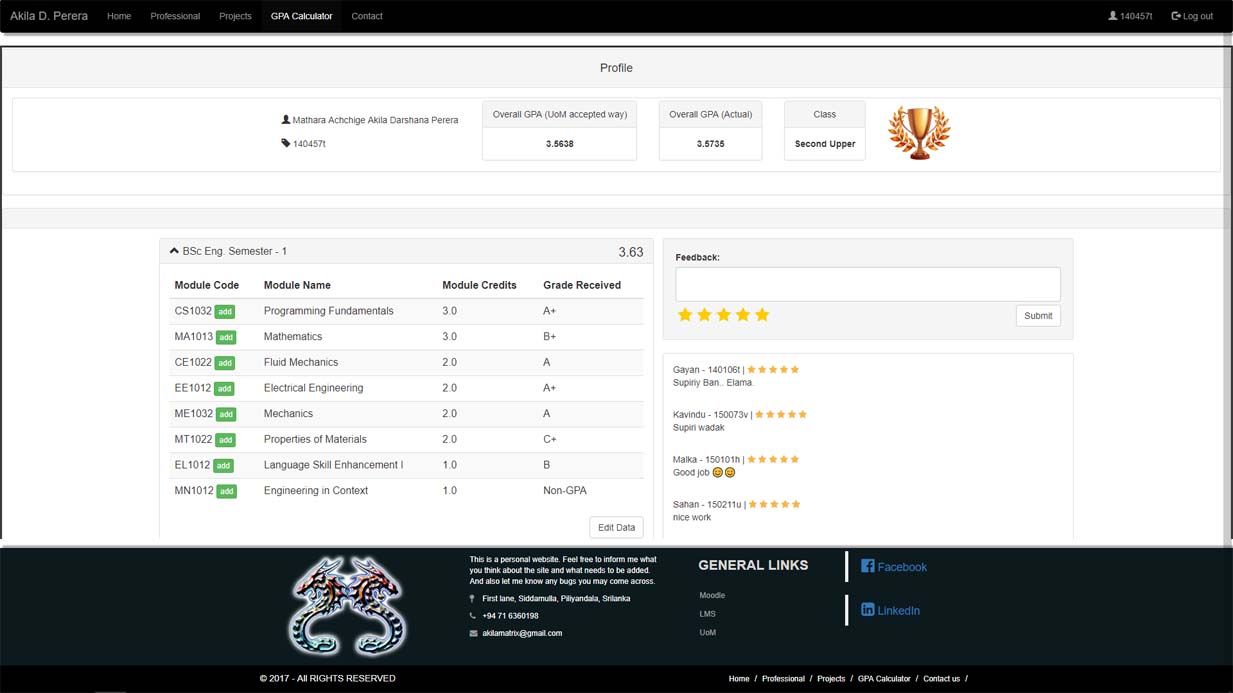 Akila D. Perera Home Professional Projects GPA Calculator Contact 140457t Log out
Profile
Mathara Achchige Akila Darshana Perera
140457t
Overall GPA (UoM accepted way)
3.5638
Overall GPA (Actual)
3.5735
Class
Second Upper
BSc Eng. Semester - 1 3.63
Module Code Module Name Module Credits Grade Received
CS1032 add Programming Fundamentals 3.0 A+
MA1013 add Mathematics 3.0 B+
CE1022 add Fluid Mechanics 2.0 A
EE1012 add Electrical Engineering 2.0 A+
ME1032 add Mechanics 2.0 A
MT1022 add Properties of Materials 2.0 C+
EL1012 add Language Skill Enhancement I 1.0 B
MN1012 add Engineering in Context 1.0 Non-GPA
Edit Data
Feedback:
Submit
Gayan - 140106t |
Supiriy Ban.. Elama.
Kavindu - 150073v |
Supiri wadak
Malka - 150101h |
Good job 😊😊
Sahan - 150211u |
nice work
This is a personal website. Feel free to inform me what
you think about the site and what needs to be added.
And also let me know any bugs you may come across.
First lane, Siddamulla, Piliyandala, Srilanka
+94 71 6360198
akilamatrix@gmail.com
GENERAL LINKS
Moodle
LMS
UoM
Facebook
LinkedIn
© 2017 - All RIGHTS RESERVED
Home / Professional / Projects / GPA Calculator / Contact us /